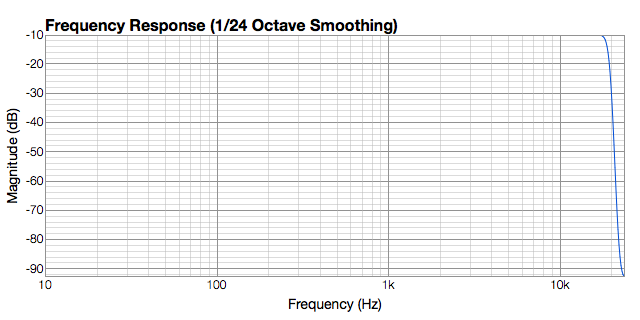 Frequency Response (1/24 Octave Smoothing)
-10
-20
-30
-40
-50
-60
-70
-80
-90
Magnitude (dB)
10
100
1k
10k
Frequency (Hz)